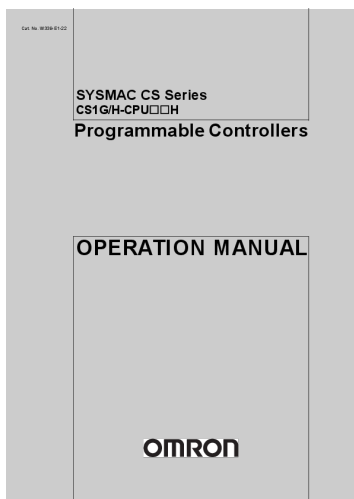 Cat. No. W339-E1-22
SYSMAC CS Series
CS1G/H-CPU□□H
Programmable Controllers
OPERATION MANUAL
OMRON